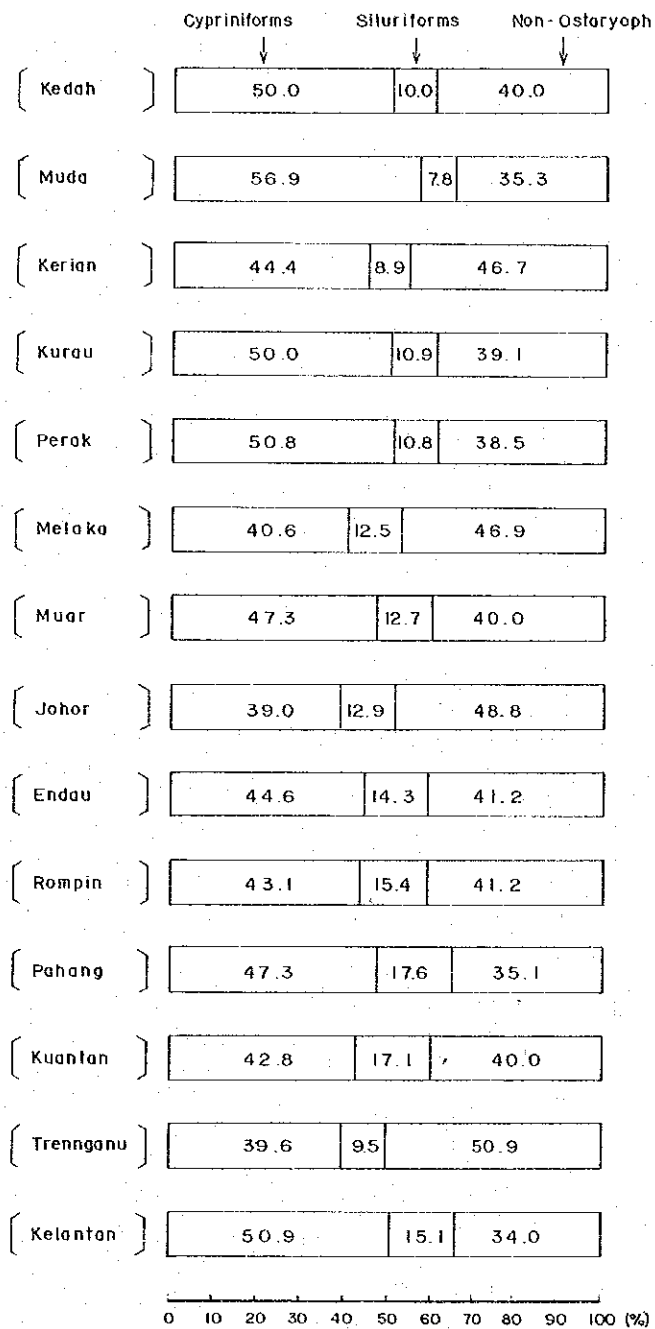 Cypriniforms Siluriforms Non-Ostaryoph
Kedah 50.0 10.0 40.0
Muda 56.9 7.8 35.3
Kerian 44.4 8.9 46.7
Kurau 50.0 10.9 39.1
Perak 50.8 10.8 38.5
Melaka 40.6 12.5 46.9
Muar 47.3 12.7 40.0
Johor 39.0 12.9 48.8
Endau 44.6 14.3 41.2
Rompin 43.1 15.4 41.2
Pahang 47.3 17.6 35.1
Kuantan 42.8 17.1 40.0
Trennganu 39.6 9.5 50.9
Kelantan 50.9 15.1 34.0
0 10 20 30 40 50 60 70 80 90 100 (%)